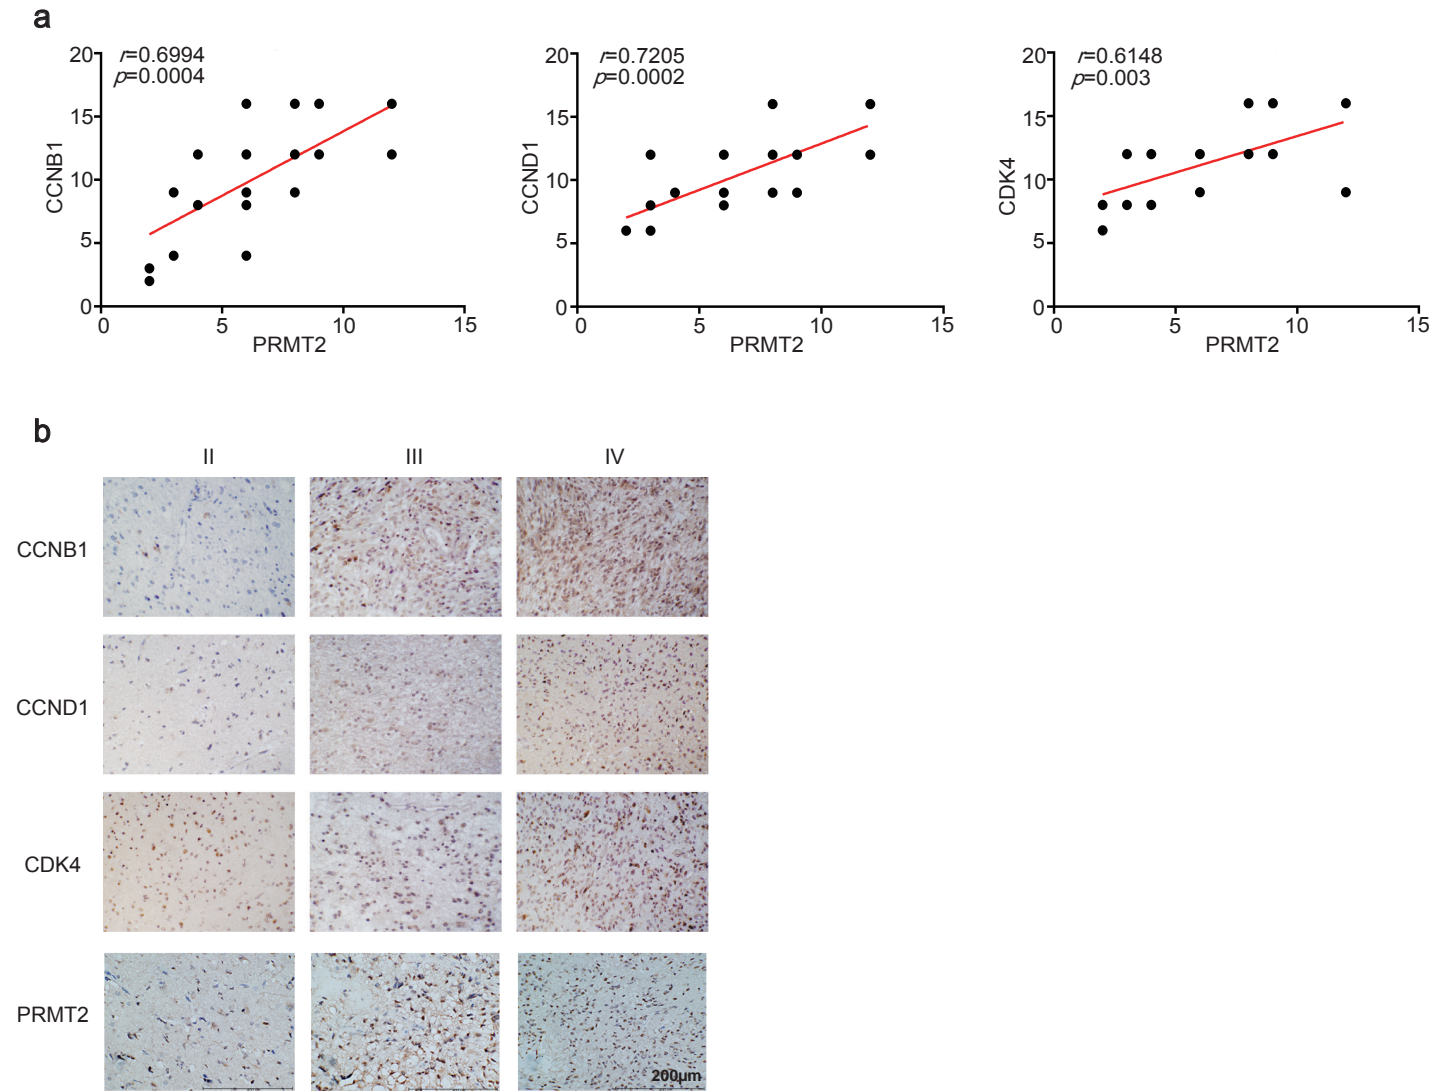 a
r=0.6994
p=0.0004
20
15
10
5
0
CCNB1
0 5 10 15
PRMT2
r=0.7205
p=0.0002
20
15
10
5
0
CCND1
0 5 10 15
PRMT2
r=0.6148
p=0.003
20
15
10
5
0
CDK4
0 5 10 15
PRMT2
b
II III IV
CCNB1
CCND1
CDK4
PRMT2
200μm